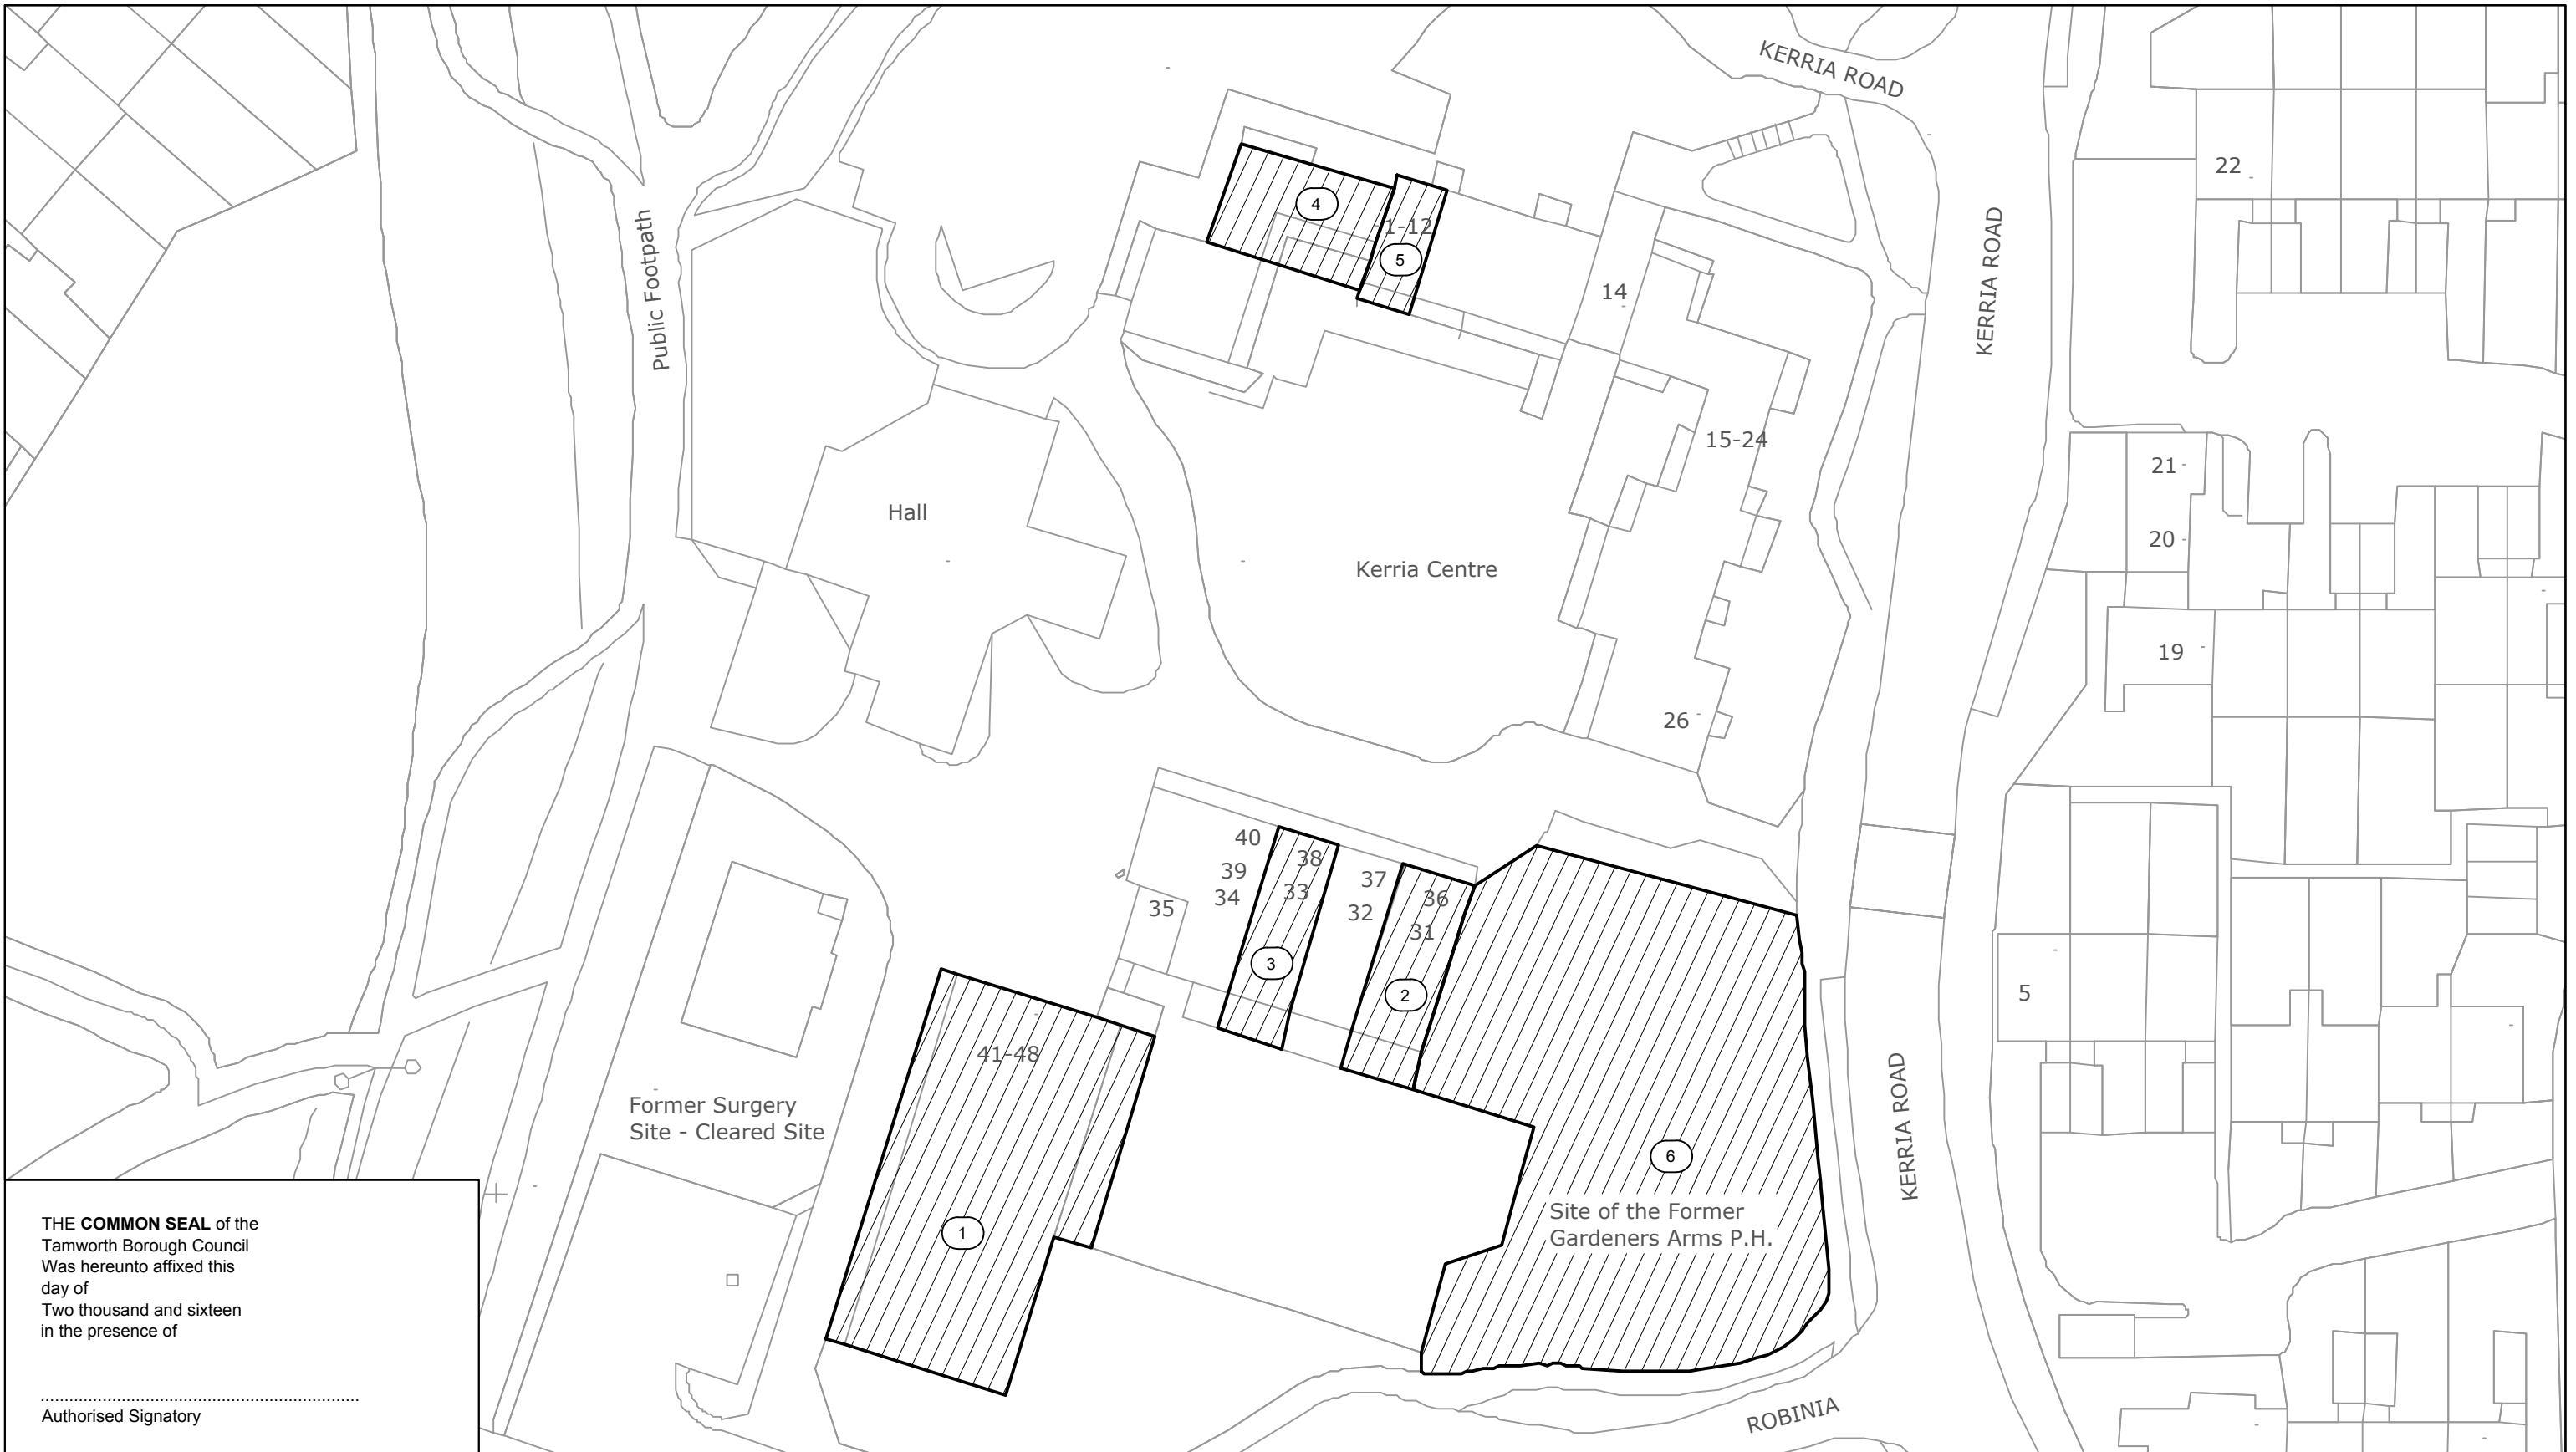 KERRIA ROAD
22
Public Footpath
4
1-12
5
KERRIA ROAD
14
15-24
21
20
Hall
Kerria Centre
19
26
40
38
39
37
34
33
36
35
32
31
3
2
5
41-48
Former Surgery
Site - Cleared Site
KERRIA ROAD
6
1
Site of the Former
Gardeners Arms P.H.
THE COMMON SEAL of the
Tamworth Borough Council
Was hereunto affixed this
day of
Two thousand and sixteen
in the presence of
Authorised Signatory
ROBINIA